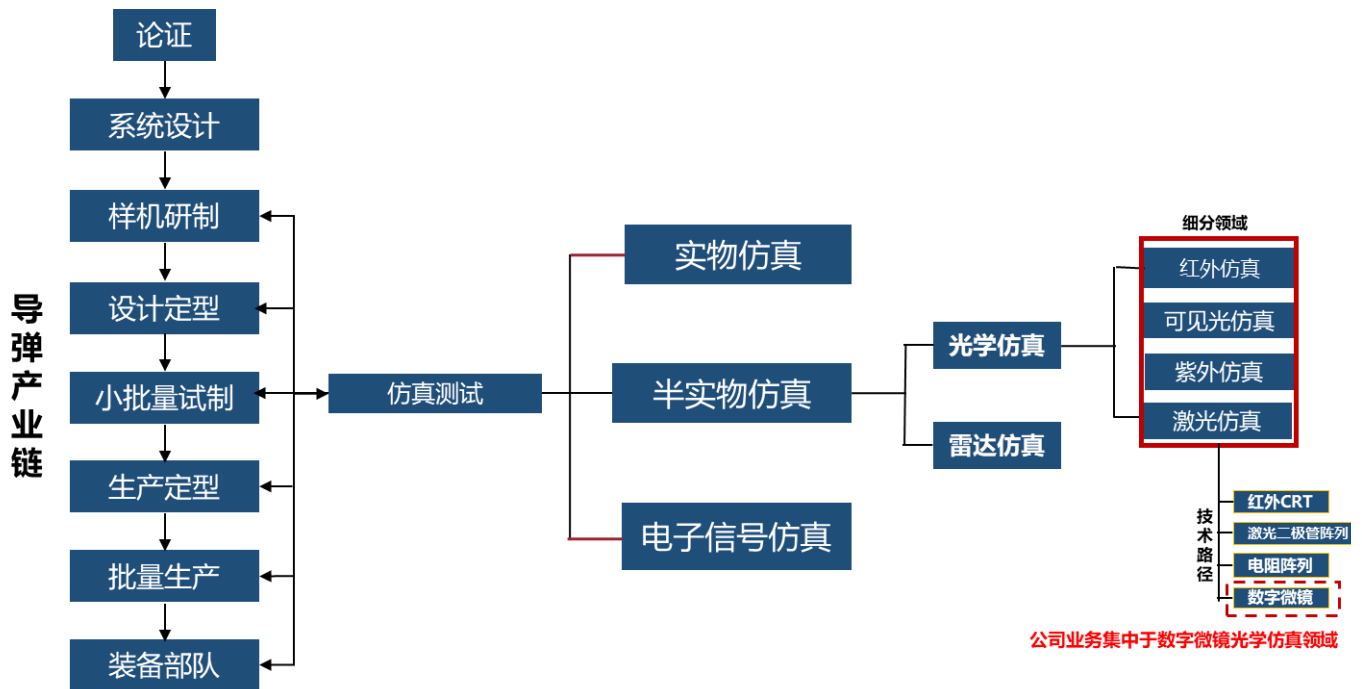 导弹产业链
论证
系统设计
样机研制
设计定型
小批量试制
生产定型
批量生产
装备部队
仿真测试
实物仿真
半实物仿真
电子信号仿真
光学仿真
雷达仿真
细分领域
红外仿真
可见光仿真
紫外仿真
激光仿真
技术路径
红外CRT
激光二极管阵列
电阻阵列
数字微镜
公司业务集中于数字微镜光学仿真领域